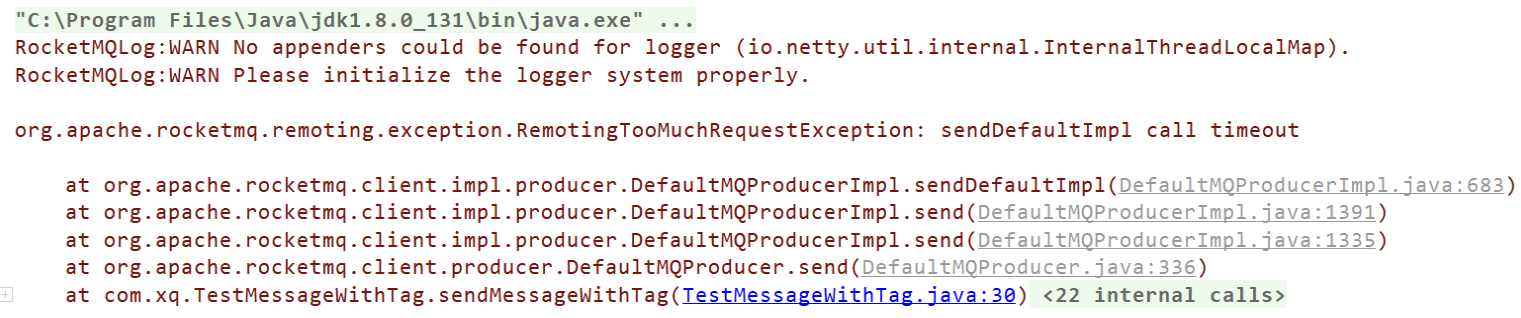 "C:\Program Files\Java\jdk1.8.0_131\bin\java.exe" ...
RocketMQLog:WARN No appenders could be found for logger (io.netty.util.internal.InternalThreadLocalMap).
RocketMQLog:WARN Please initialize the logger system properly.
org.apache.rocketmq.remoting.exception.RemotingTooMuchRequestException: sendDefaultImpl call timeout
at org.apache.rocketmq.client.impl.producer.DefaultMQProducerImpl.sendDefaultImpl(DefaultMQProducerImpl.java:683)
at org.apache.rocketmq.client.impl.producer.DefaultMQProducerImpl.send(DefaultMQProducerImpl.java:1391)
at org.apache.rocketmq.client.impl.producer.DefaultMQProducerImpl.send(DefaultMQProducerImpl.java:1335)
at org.apache.rocketmq.client.producer.DefaultMQProducer.send(DefaultMQProducer.java:336)
at com.xq.TestMessageWithTag.sendMessageWithTag(TestMessageWithTag.java:30) <22 internal calls>